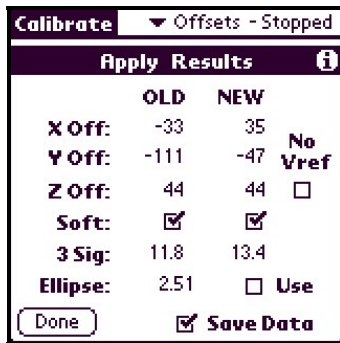 Calibrate Offsets - Stopped
Apply Results i
OLD NEW
X Off: -33 35
No
Y Off: -111 -47 Vref
Z Off: 44 44
Soft:
3 Sig: 11.8 13.4
Ellipse: 2.51 Use
Done Save Data